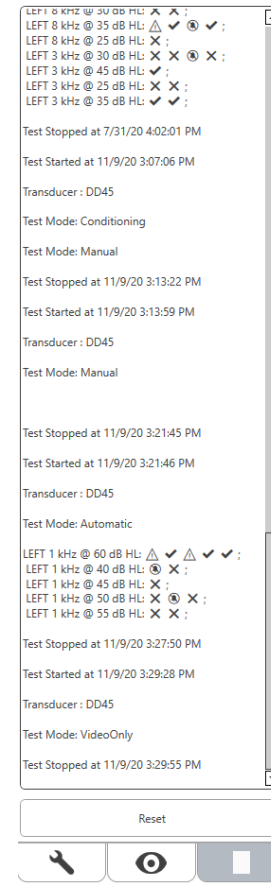 LEFT 8 kHz @ 30 dB HL: ✕ ✕ ;
LEFT 8 kHz @ 35 dB HL: ⚠ ✔ 🔕 ✔ ;
LEFT 8 kHz @ 25 dB HL: ✕ ;
LEFT 3 kHz @ 30 dB HL: ✕ ✕ 🔕 ✕ ;
LEFT 3 kHz @ 45 dB HL: ✔ ;
LEFT 3 kHz @ 25 dB HL: ✕ ✕ ;
LEFT 3 kHz @ 35 dB HL: ✔ ✔ ;
Test Stopped at 7/31/20 4:02:01 PM
Test Started at 11/9/20 3:07:06 PM
Transducer : DD45
Test Mode: Conditioning
Test Mode: Manual
Test Stopped at 11/9/20 3:13:22 PM
Test Started at 11/9/20 3:13:59 PM
Transducer : DD45
Test Mode: Manual
Test Stopped at 11/9/20 3:21:45 PM
Test Started at 11/9/20 3:21:46 PM
Transducer : DD45
Test Mode: Automatic
LEFT 1 kHz @ 60 dB HL: ⚠ ✔ ⚠ ✔ ✔ ;
LEFT 1 kHz @ 40 dB HL: 🔕 ✕ ;
LEFT 1 kHz @ 45 dB HL: ✕ ;
LEFT 1 kHz @ 50 dB HL: ✕ 🔕 ✕ ;
LEFT 1 kHz @ 55 dB HL: ✕ ✕ ;
Test Stopped at 11/9/20 3:27:50 PM
Test Started at 11/9/20 3:29:28 PM
Transducer : DD45
Test Mode: VideoOnly
Test Stopped at 11/9/20 3:29:55 PM
Reset